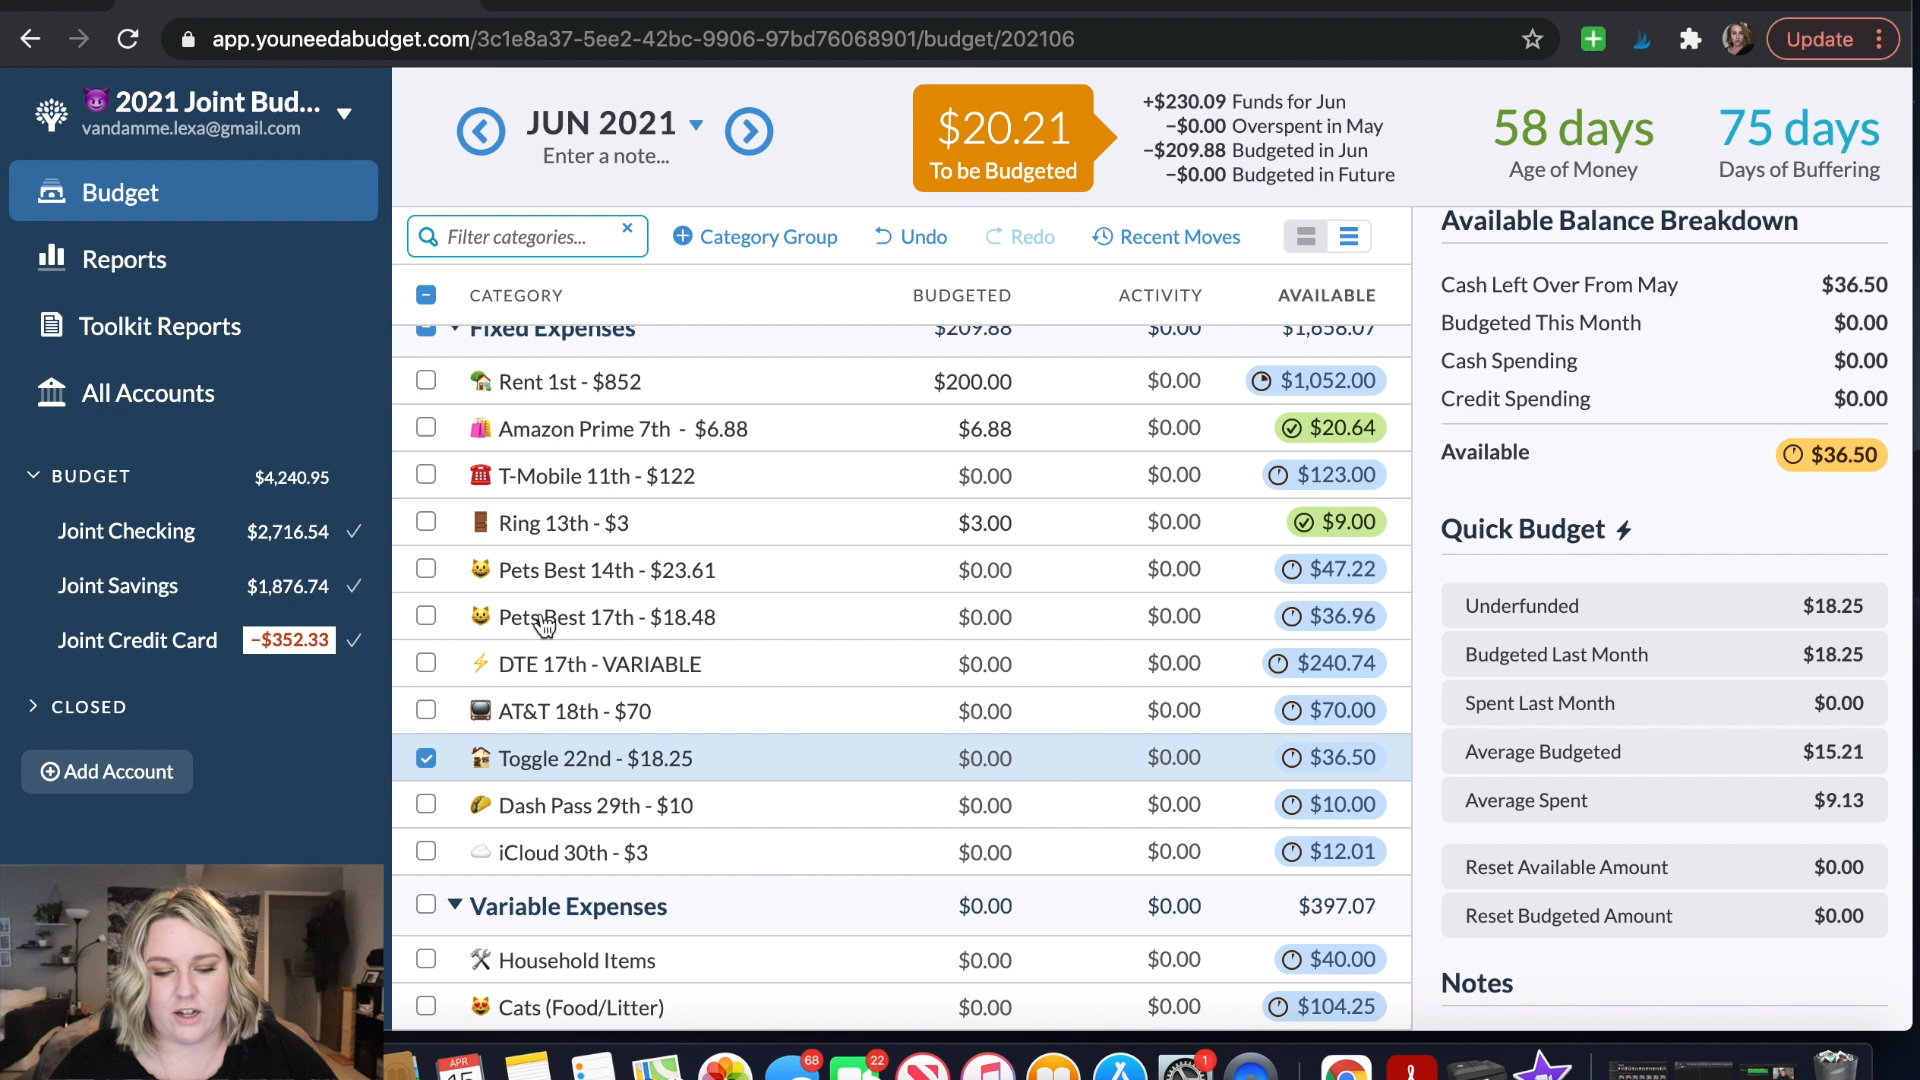 app.youneedabudget.com/3c1e8a37-5ee2-42bc-9906-97bd76068901/budget/202106
Update
2021 Joint Bud...
vandamme.lexa@gmail.com
Budget
Reports
Toolkit Reports
All Accounts
BUDGET $4,240.95
Joint Checking $2,716.54
Joint Savings $1,876.74
Joint Credit Card -$352.33
CLOSED
Add Account
JUN 2021
Enter a note...
$20.21
To be Budgeted
+$230.09 Funds for Jun
-$0.00 Overspent in May
-$209.88 Budgeted in Jun
-$0.00 Budgeted in Future
58 days
Age of Money
75 days
Days of Buffering
Filter categories...
Category Group
Undo
Redo
Recent Moves
CATEGORY BUDGETED ACTIVITY AVAILABLE
Fixed Expenses $209.88 $0.00 $1,658.07
Rent 1st - $852 $200.00 $0.00 $1,052.00
Amazon Prime 7th - $6.88 $6.88 $0.00 $20.64
T-Mobile 11th - $122 $0.00 $0.00 $123.00
Ring 13th - $3 $3.00 $0.00 $9.00
Pets Best 14th - $23.61 $0.00 $0.00 $47.22
Pets Best 17th - $18.48 $0.00 $0.00 $36.96
DTE 17th - VARIABLE $0.00 $0.00 $240.74
AT&T 18th - $70 $0.00 $0.00 $70.00
Toggle 22nd - $18.25 $0.00 $0.00 $36.50
Dash Pass 29th - $10 $0.00 $0.00 $10.00
iCloud 30th - $3 $0.00 $0.00 $12.01
Variable Expenses $0.00 $0.00 $397.07
Household Items $0.00 $0.00 $40.00
Cats (Food/Litter) $0.00 $0.00 $104.25
Available Balance Breakdown
Cash Left Over From May $36.50
Budgeted This Month $0.00
Cash Spending $0.00
Credit Spending $0.00
Available $36.50
Quick Budget
Underfunded $18.25
Budgeted Last Month $18.25
Spent Last Month $0.00
Average Budgeted $15.21
Average Spent $9.13
Reset Available Amount $0.00
Reset Budgeted Amount $0.00
Notes
APR
15
68
22
1